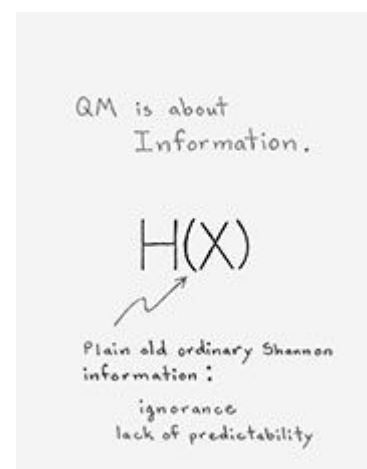 QM is about
Information.
H(X)
Plain old ordinary Shannon
information:
ignorance
lack of predictability